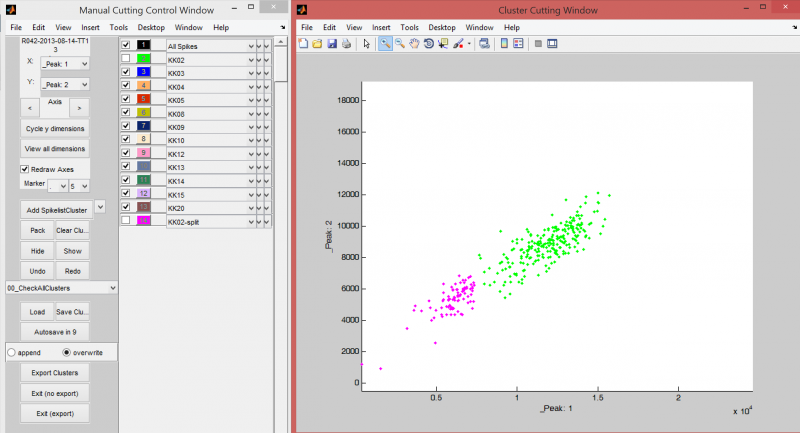 Manual Cutting Control Window
File Edit View Insert Tools Desktop Window Help
R042-2013-08-14-TT1
3
X: _Peak: 1
Y: _Peak: 2
Axis
< >
Cycle y dimensions
View all dimensions
Redraw Axes
Marker . 5
Add SpikelistCluster
Pack Clear Clu...
Hide Show
Undo Redo
00_CheckAllClusters
Load Save Clu...
Autosave in 9
append overwrite
Export Clusters
Exit (no export)
Exit (export)
1 All Spikes
KK02
3 KK03
4 KK04
5 KK05
6 KK08
7 KK09
8 KK10
9 KK12
10 KK13
11 KK14
12 KK15
13 KK20
KK02-split
Cluster Cutting Window
File Edit View Insert Tools Desktop Window Help
18000
16000
14000
12000
10000
8000
6000
4000
2000
0
_Peak: 2
0.5 1 1.5 2
_Peak: 1
x 10⁴